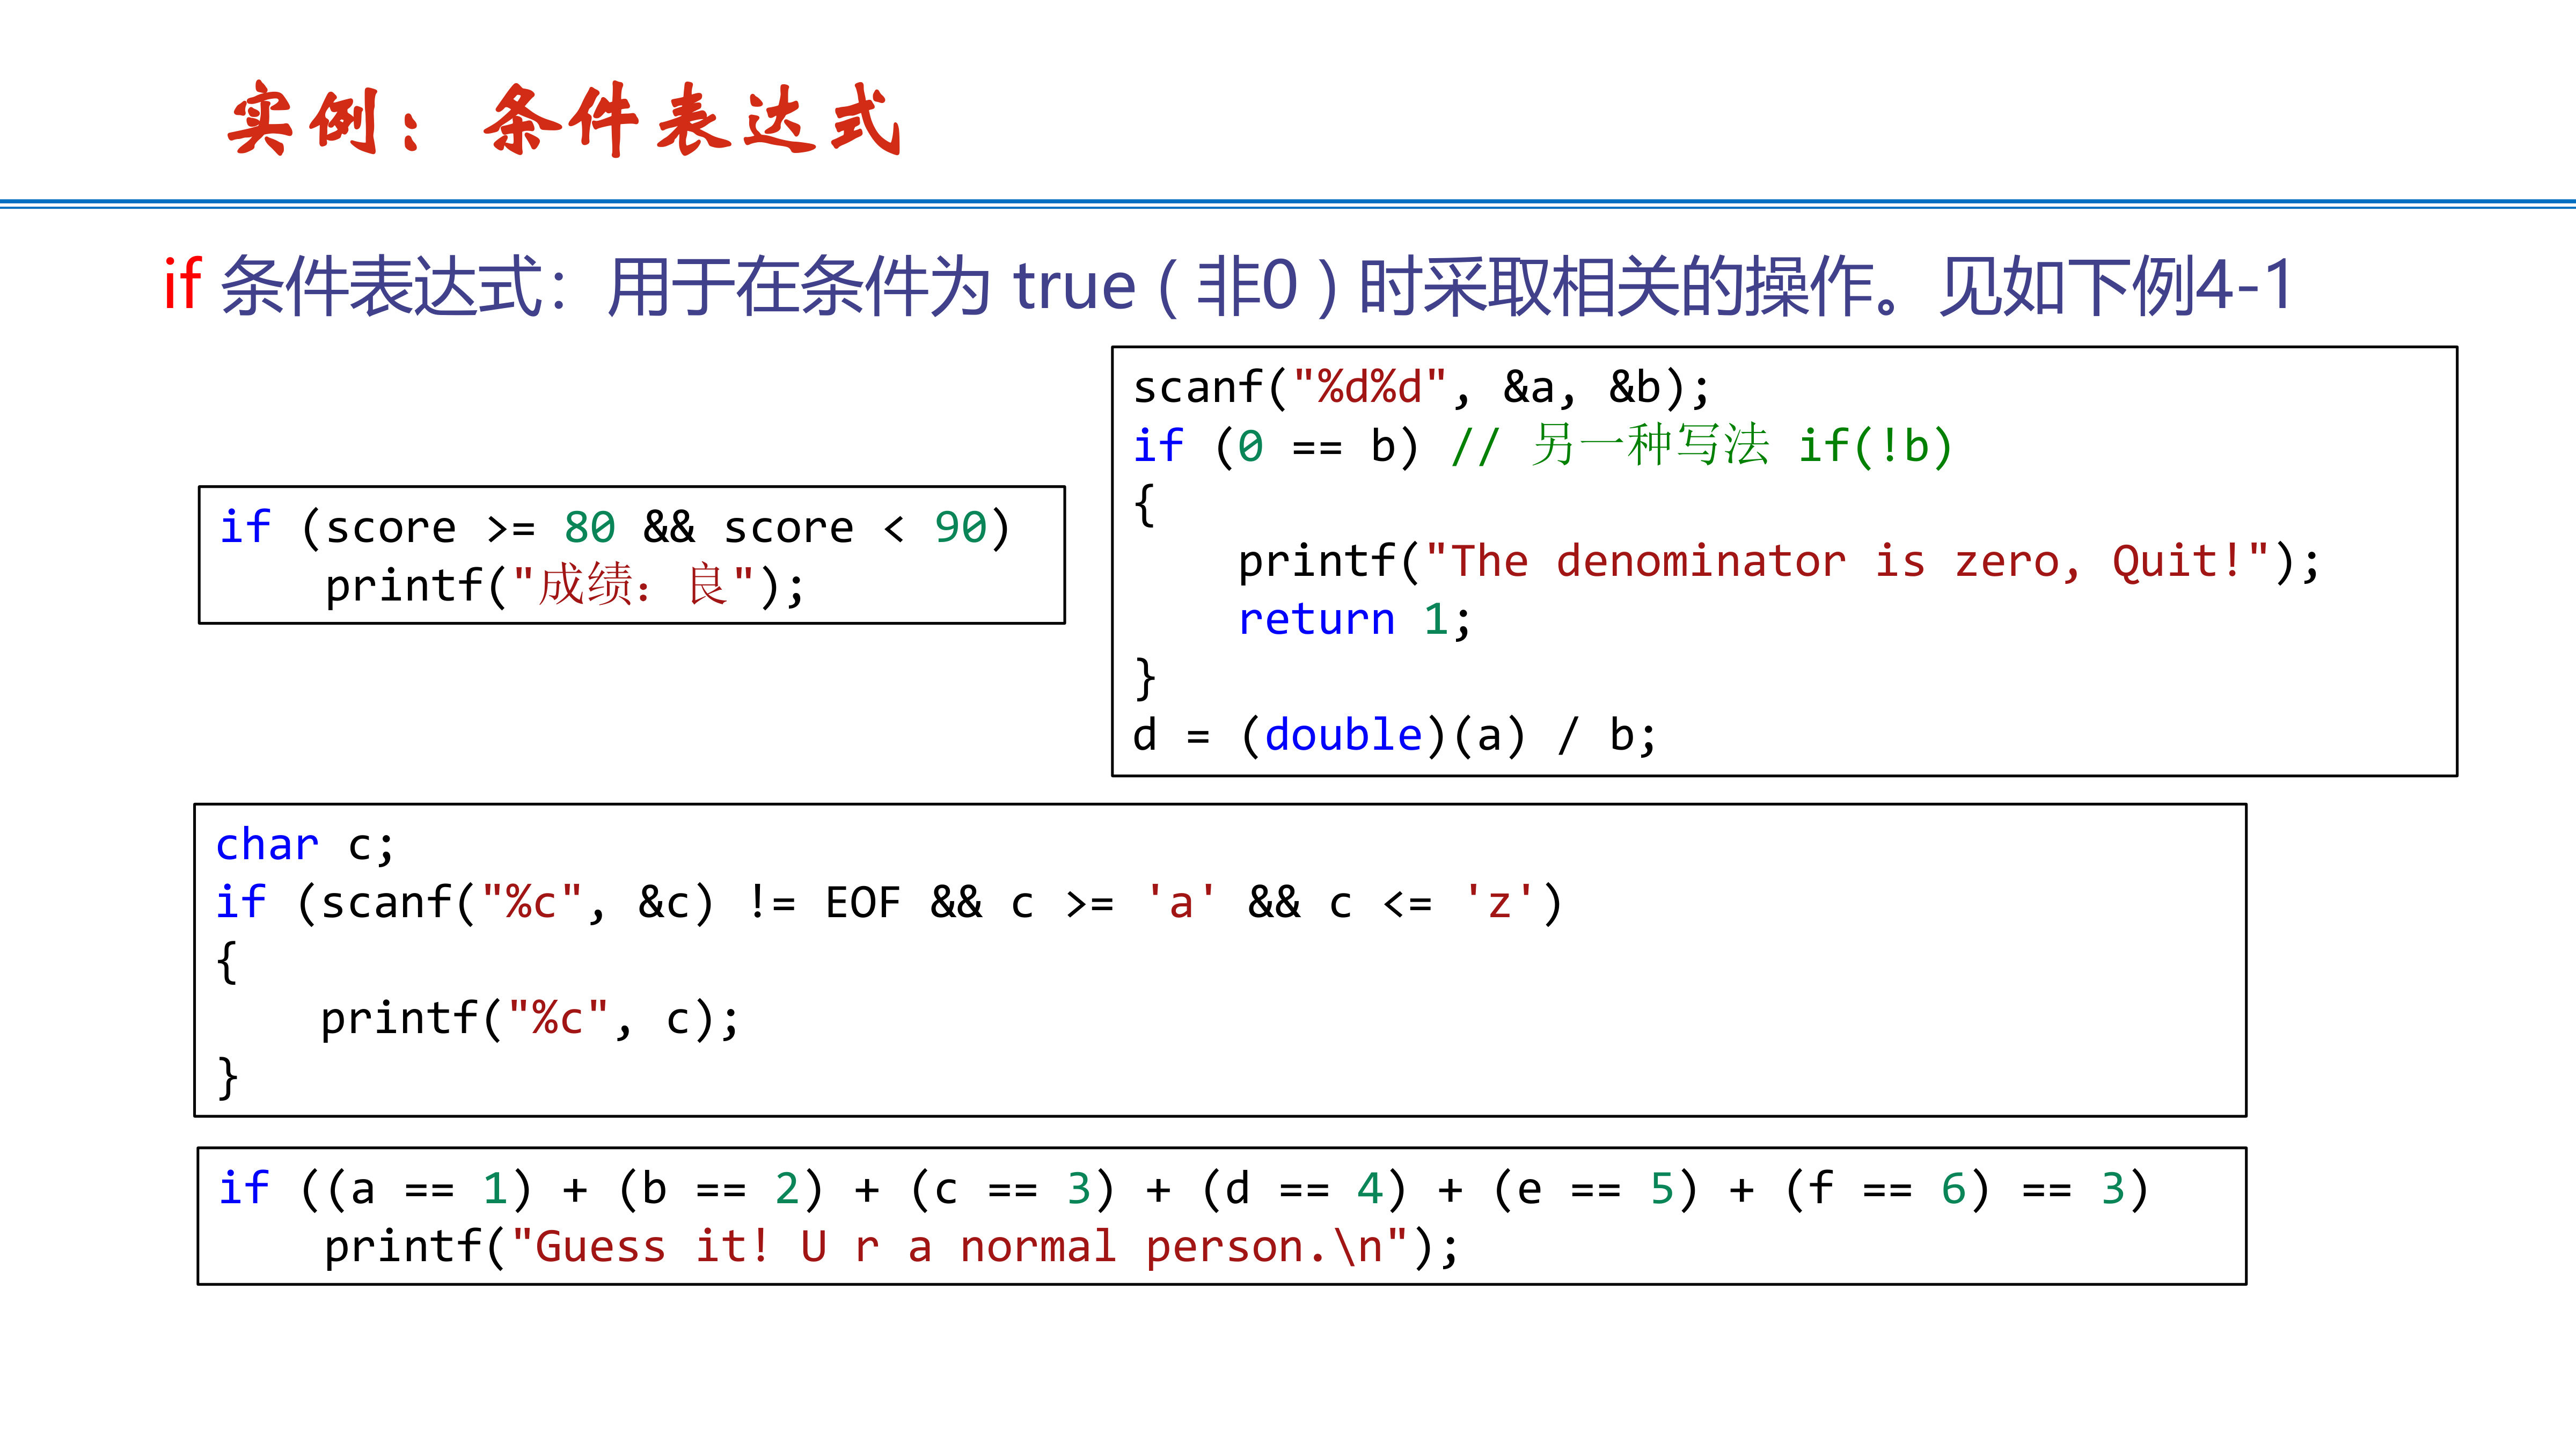 实例：条件表达式
if 条件表达式：用于在条件为 true（非0）时采取相关的操作。见如下例4-1
if (score >= 80 && score < 90)
    printf("成绩：良");
scanf("%d%d", &a, &b);
if (0 == b) // 另一种写法 if(!b)
{
    printf("The denominator is zero, Quit!");
    return 1;
}
d = (double)(a) / b;
char c;
if (scanf("%c", &c) != EOF && c >= 'a' && c <= 'z')
{
    printf("%c", c);
}
if ((a == 1) + (b == 2) + (c == 3) + (d == 4) + (e == 5) + (f == 6) == 3)
    printf("Guess it! U r a normal person.\n");